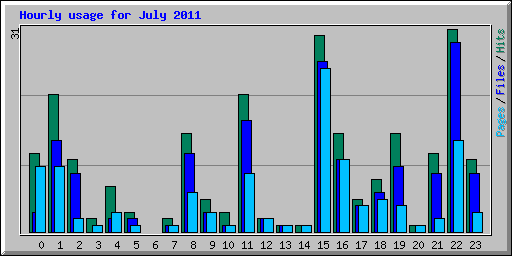 Hourly usage for July 2011
31
Pages/Files/Hits
0 1 2 3 4 5 6 7 8 9 10 11 12 13 14 15 16 17 18 19 20 21 22 23